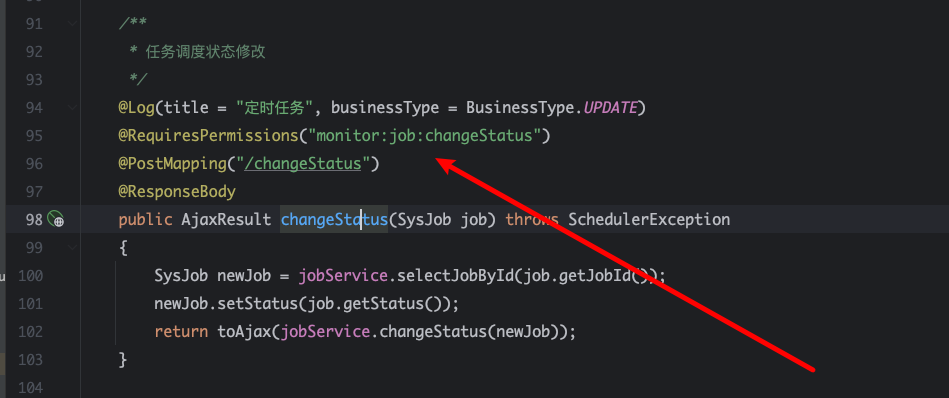 91 /**
92 * 任务调度状态修改
93 */
94 @Log(title = "定时任务", businessType = BusinessType.UPDATE)
95 @RequiresPermissions("monitor:job:changeStatus")
96 @PostMapping("/changeStatus")
97 @ResponseBody
98 public AjaxResult changeStatus(SysJob job) throws SchedulerException
99 {
100 SysJob newJob = jobService.selectJobById(job.getJobId());
101 newJob.setStatus(job.getStatus());
102 return toAjax(jobService.changeStatus(newJob));
103 }
104